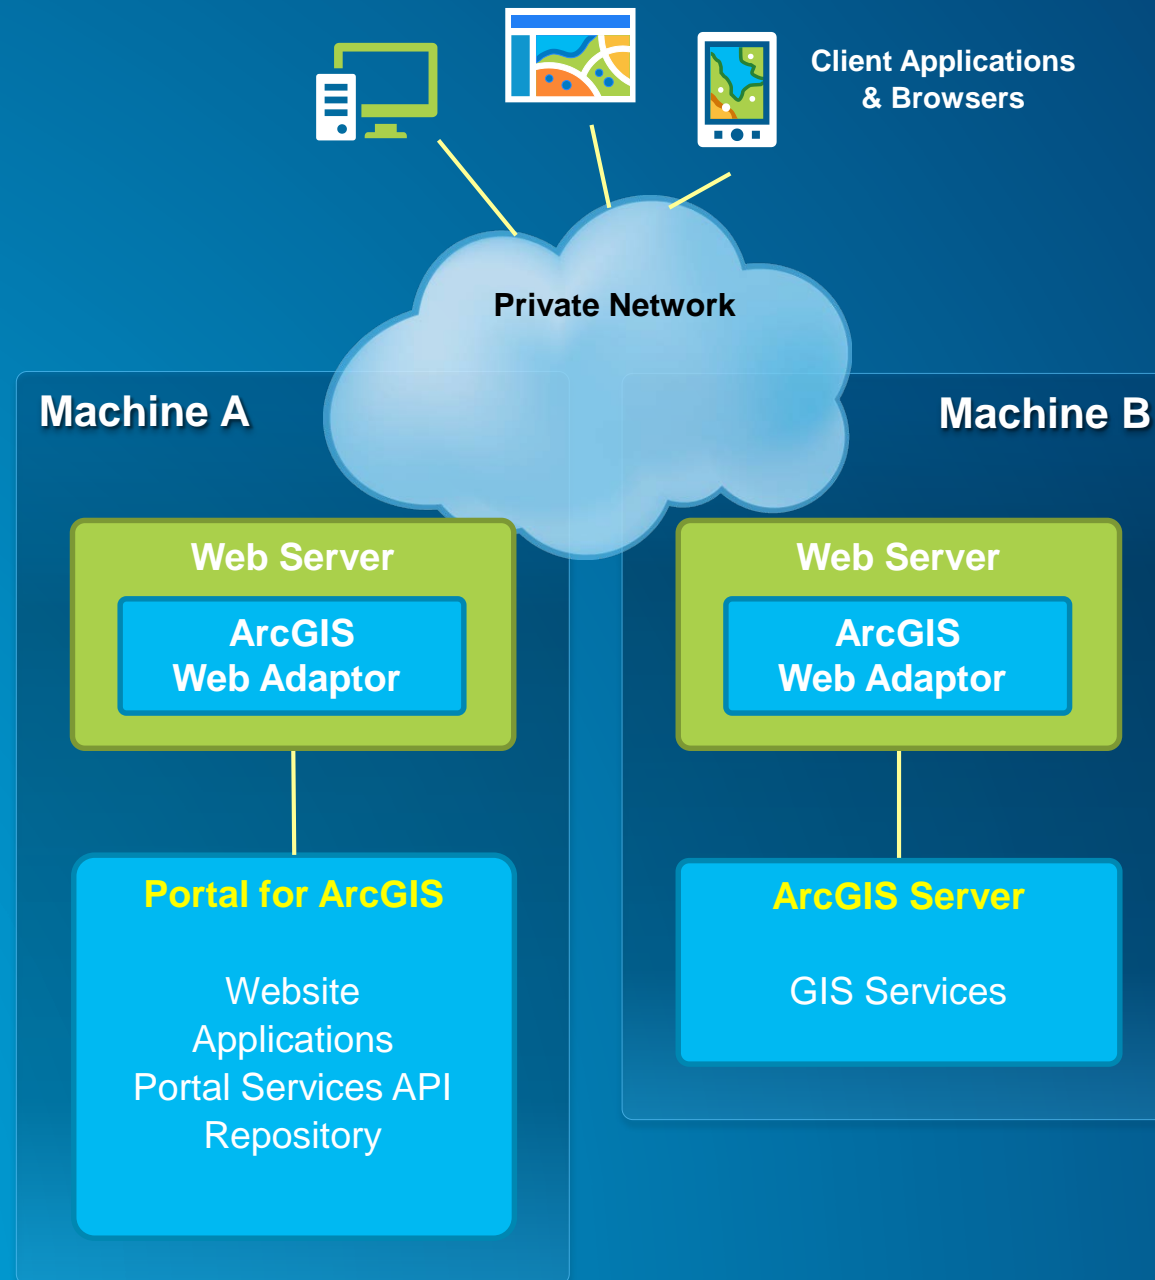 Client Applications
& Browsers
Private Network
Machine A
Web Server
ArcGIS
Web Adaptor
Portal for ArcGIS
Website
Applications
Portal Services API
Repository
Machine B
Web Server
ArcGIS
Web Adaptor
ArcGIS Server
GIS Services